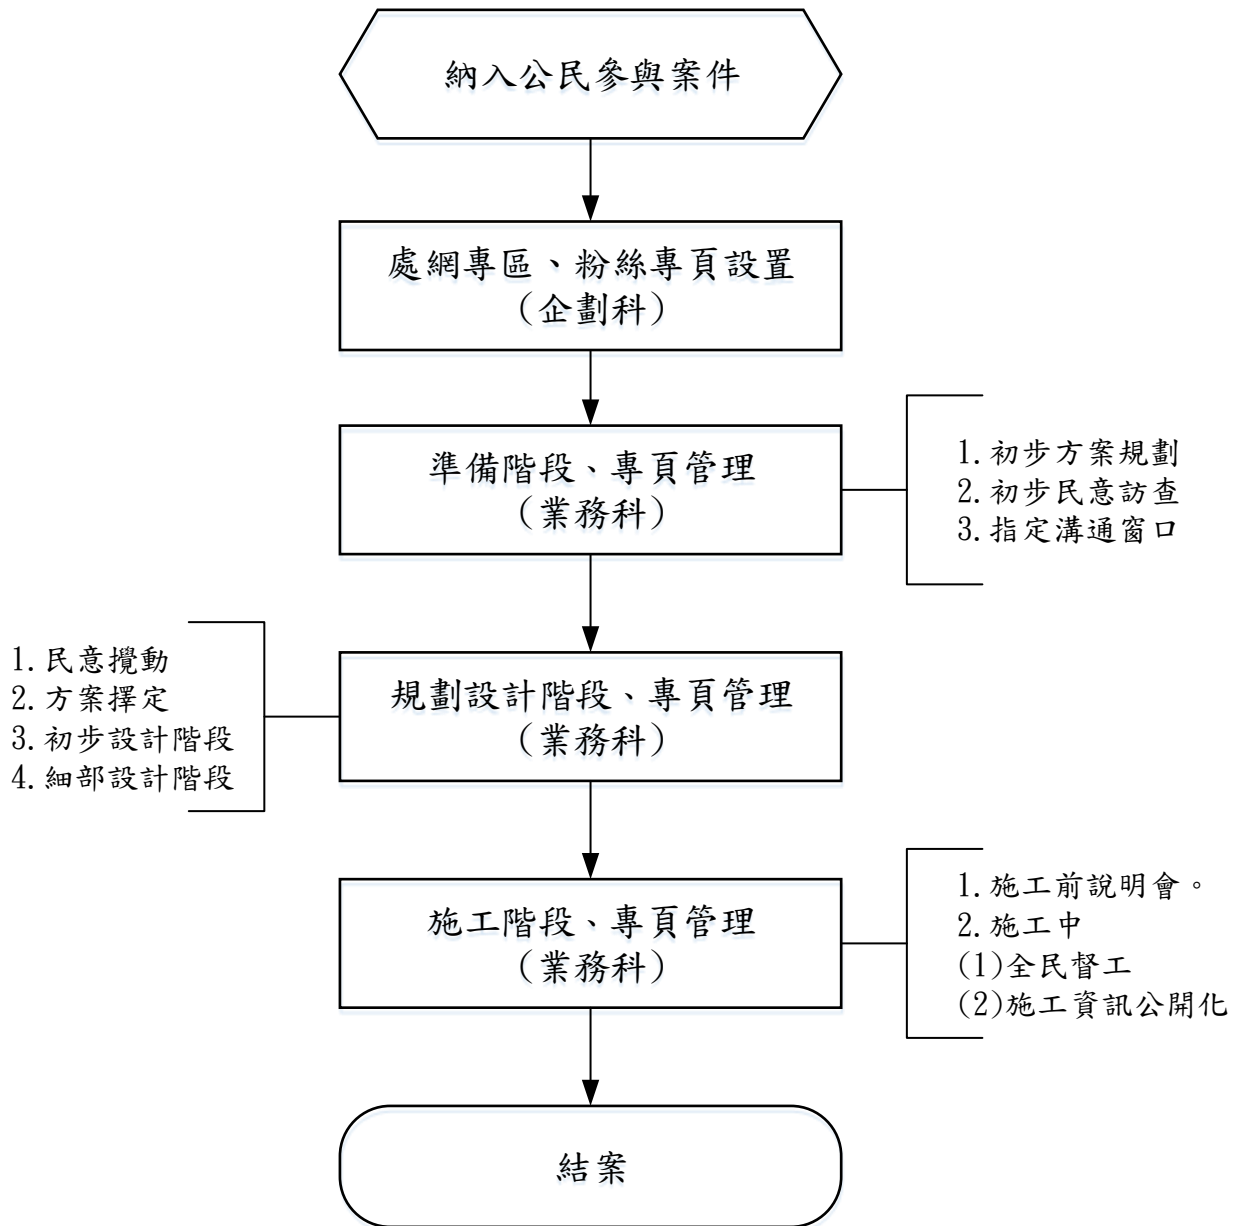 納入公民參與案件
處網專區、粉絲專頁設置
(企劃科)
準備階段、專頁管理
(業務科)
1.初步方案規劃
2.初步民意訪查
3.指定溝通窗口
規劃設計階段、專頁管理
(業務科)
1.民意攪動
2.方案擇定
3.初步設計階段
4.細部設計階段
施工階段、專頁管理
(業務科)
1.施工前說明會。
2.施工中
(1)全民督工
(2)施工資訊公開化
結案